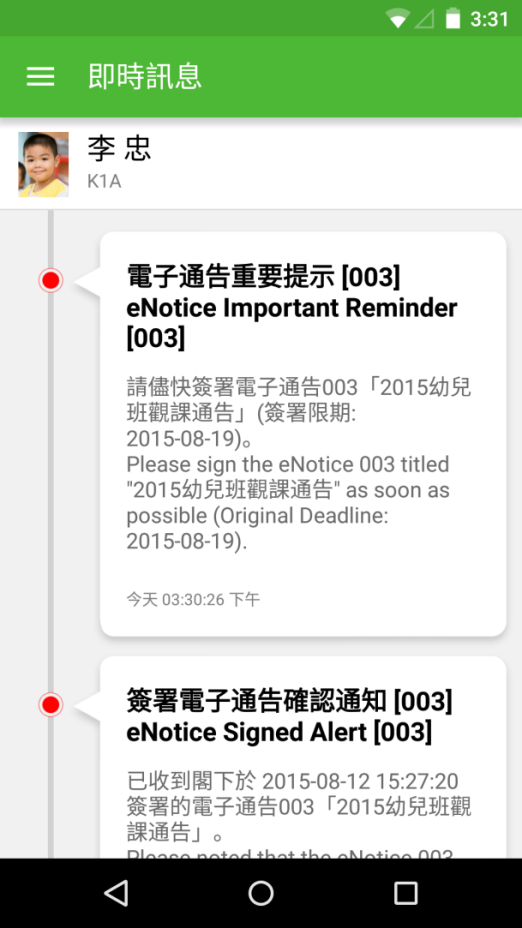 3:31
即時訊息
李 忠
K1A
電子通告重要提示 [003]
eNotice Important Reminder
[003]
請儘快簽署電子通告003「2015幼兒
班觀課通告」(簽署限期:
2015-08-19)。
Please sign the eNotice 003 titled
"2015幼兒班觀課通告" as soon as
possible (Original Deadline:
2015-08-19).
今天 03:30:26 下午
簽署電子通告確認通知 [003]
eNotice Signed Alert [003]
已收到閣下於 2015-08-12 15:27:20
簽署的電子通告003「2015幼兒班觀
課通告」。
Please noted that the eNotice 003